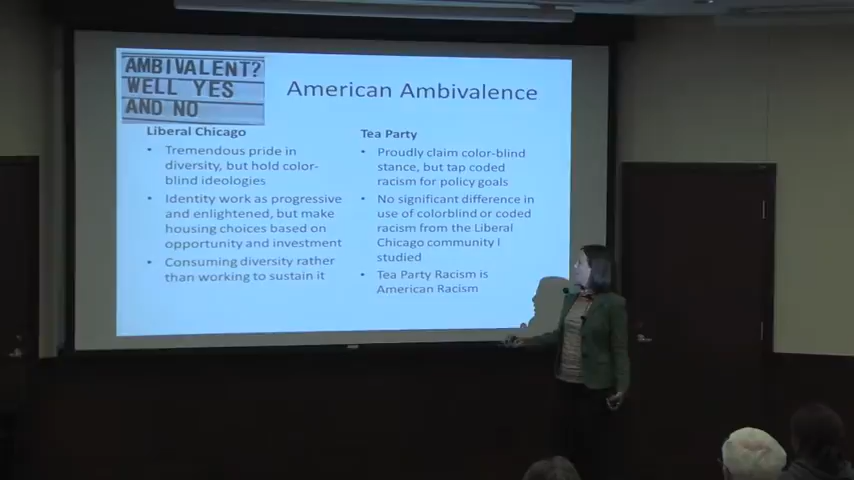 AMBIVALENT?
WELL YES
AND NO
American Ambivalence
Liberal Chicago
• Tremendous pride in
diversity, but hold color-
blind ideologies
• Identity work as progressive
and enlightened, but make
housing choices based on
opportunity and investment
• Consuming diversity rather
than working to sustain it
Tea Party
• Proudly claim color-blind
stance, but tap coded
racism for policy goals
• No significant difference in
use of colorblind or coded
racism from the Liberal
Chicago community I
studied
• Tea Party Racism is
American Racism